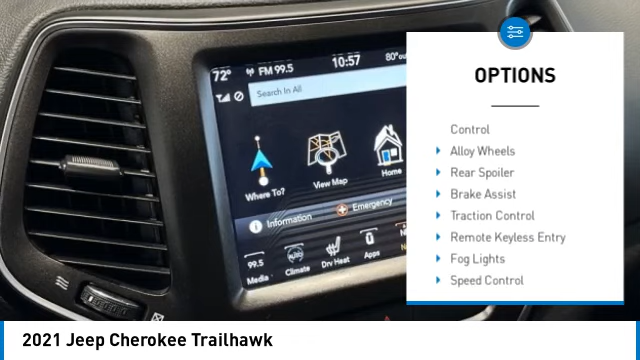 72° FM 99.5 10:57 80° ou
Search In All
Where To? View Map Home
Information Emergency
99.5
Media Climate Drv Heat Apps
OPTIONS
Control
Alloy Wheels
Rear Spoiler
Brake Assist
Traction Control
Remote Keyless Entry
Fog Lights
Speed Control
2021 Jeep Cherokee Trailhawk